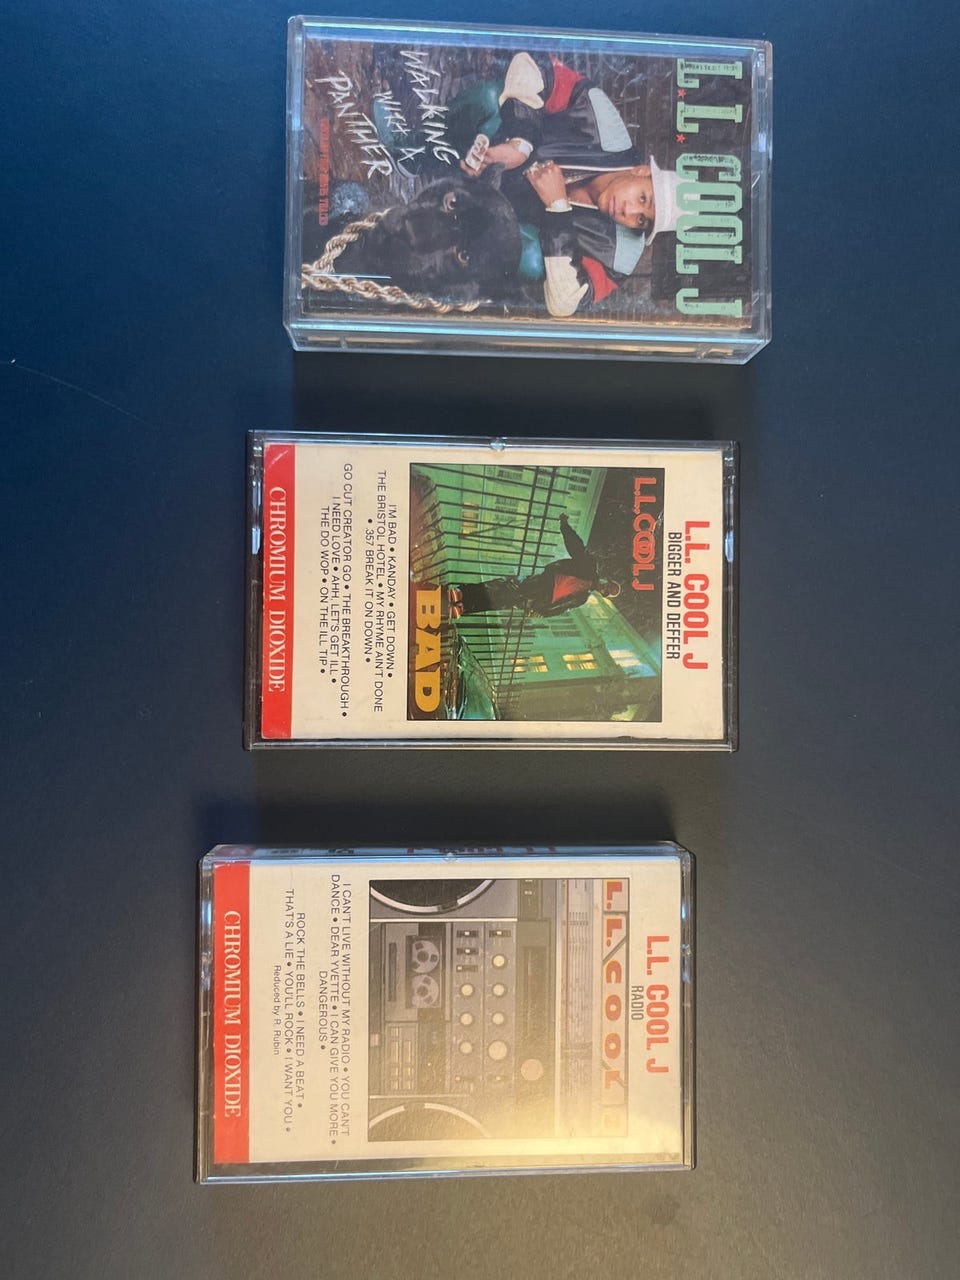 L.L. COOL J
WALKING
WITH A
PANTHER
L.L. COOL J
BIGGER AND DEFFER
L.L. COOL J
BAD
I'M BAD • KANDAY • GET DOWN •
THE BRISTOL HOTEL • MY RHYME AIN'T DONE
• .357 BREAK IT ON DOWN •
GO CUT CREATOR GO • THE BREAKTHROUGH •
I NEED LOVE • AHH, LET'S GET ILL •
THE DO WOP • ON THE ILL TIP •
CHROMIUM DIOXIDE
L.L. COOL J
RADIO
L.L. COOL J
I CAN'T LIVE WITHOUT MY RADIO • YOU CAN'T
DANCE • DEAR YVETTE • I CAN GIVE YOU MORE •
DANGEROUS •
ROCK THE BELLS • I NEED A BEAT •
THAT'S A LIE • YOU'LL ROCK • I WANT YOU •
Reduced by R. Rubin
CHROMIUM DIOXIDE